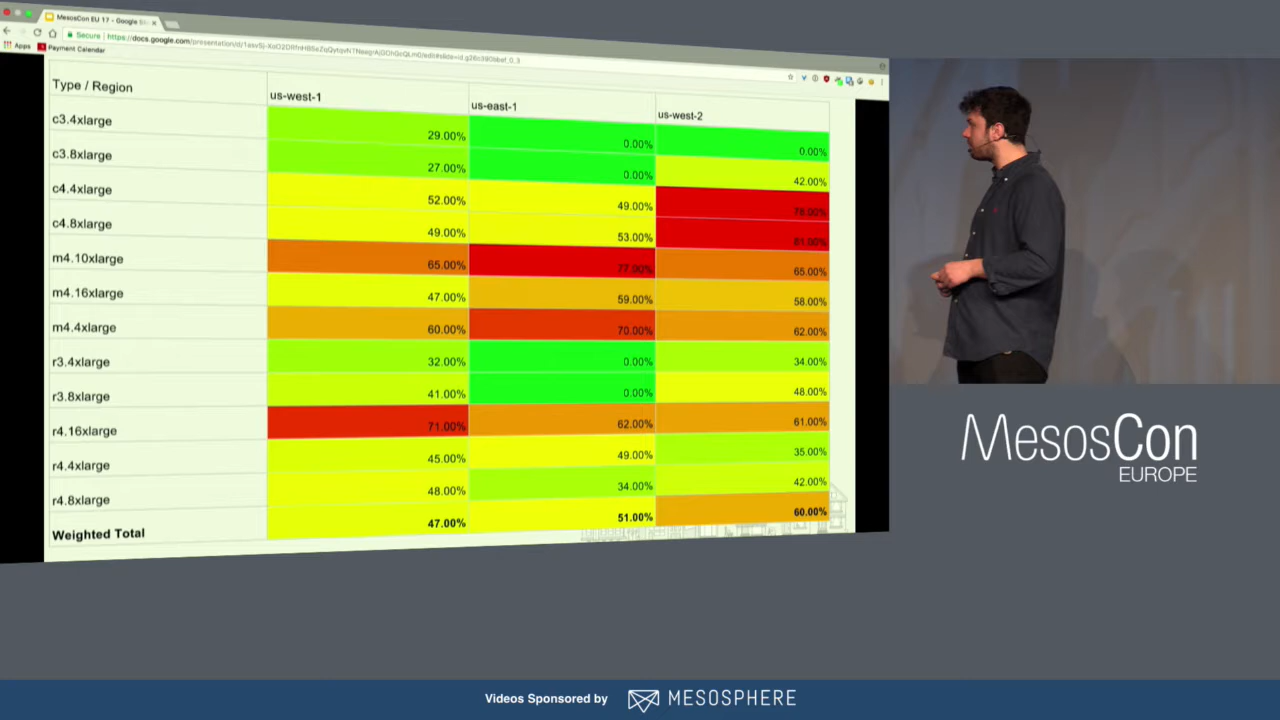 MesosCon EU 17 - Google
Secure
Apps Payment Calendar
Type / Region us-west-1 us-east-1 us-west-2
c3.4xlarge 29.00% 0.00% 0.00%
c3.8xlarge 27.00% 0.00% 42.00%
c4.4xlarge 52.00% 49.00% 78.00%
c4.8xlarge 49.00% 53.00% 81.00%
m4.10xlarge 65.00% 77.00% 65.00%
m4.16xlarge 47.00% 59.00% 58.00%
m4.4xlarge 60.00% 70.00% 62.00%
r3.4xlarge 32.00% 0.00% 34.00%
r3.8xlarge 41.00% 0.00% 48.00%
r4.16xlarge 71.00% 62.00% 61.00%
r4.4xlarge 45.00% 49.00% 35.00%
r4.8xlarge 48.00% 34.00% 42.00%
Weighted Total 47.00% 51.00% 60.00%
MesosCon
EUROPE
Videos Sponsored by MESOSPHERE